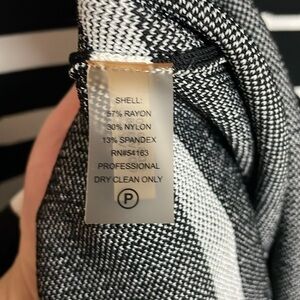 SHELL:
57% RAYON
30% NYLON
13% SPANDEX
RN#54163
PROFESSIONAL
DRY CLEAN ONLY
P